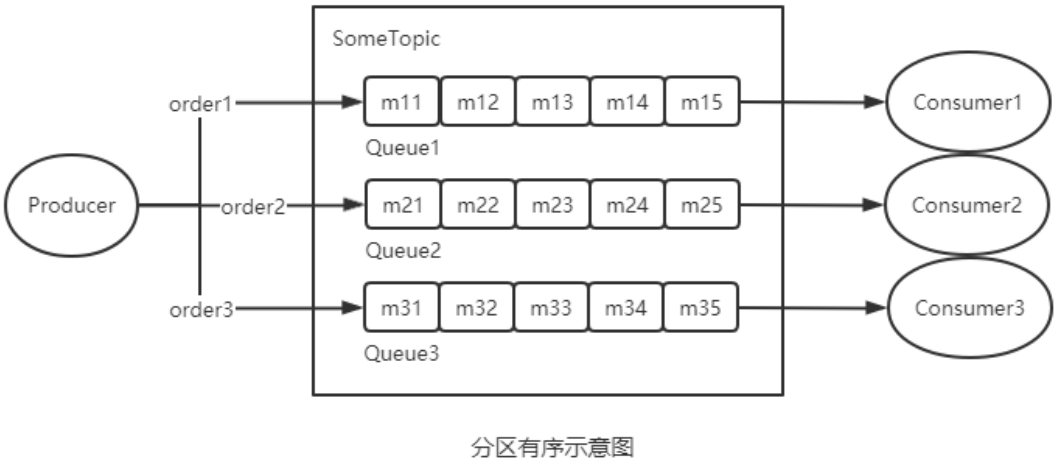 SomeTopic
order1
m11 m12 m13 m14 m15
Consumer1
Queue1
Producer
order2
m21 m22 m23 m24 m25
Consumer2
Queue2
order3
m31 m32 m33 m34 m35
Consumer3
Queue3
分区有序示意图